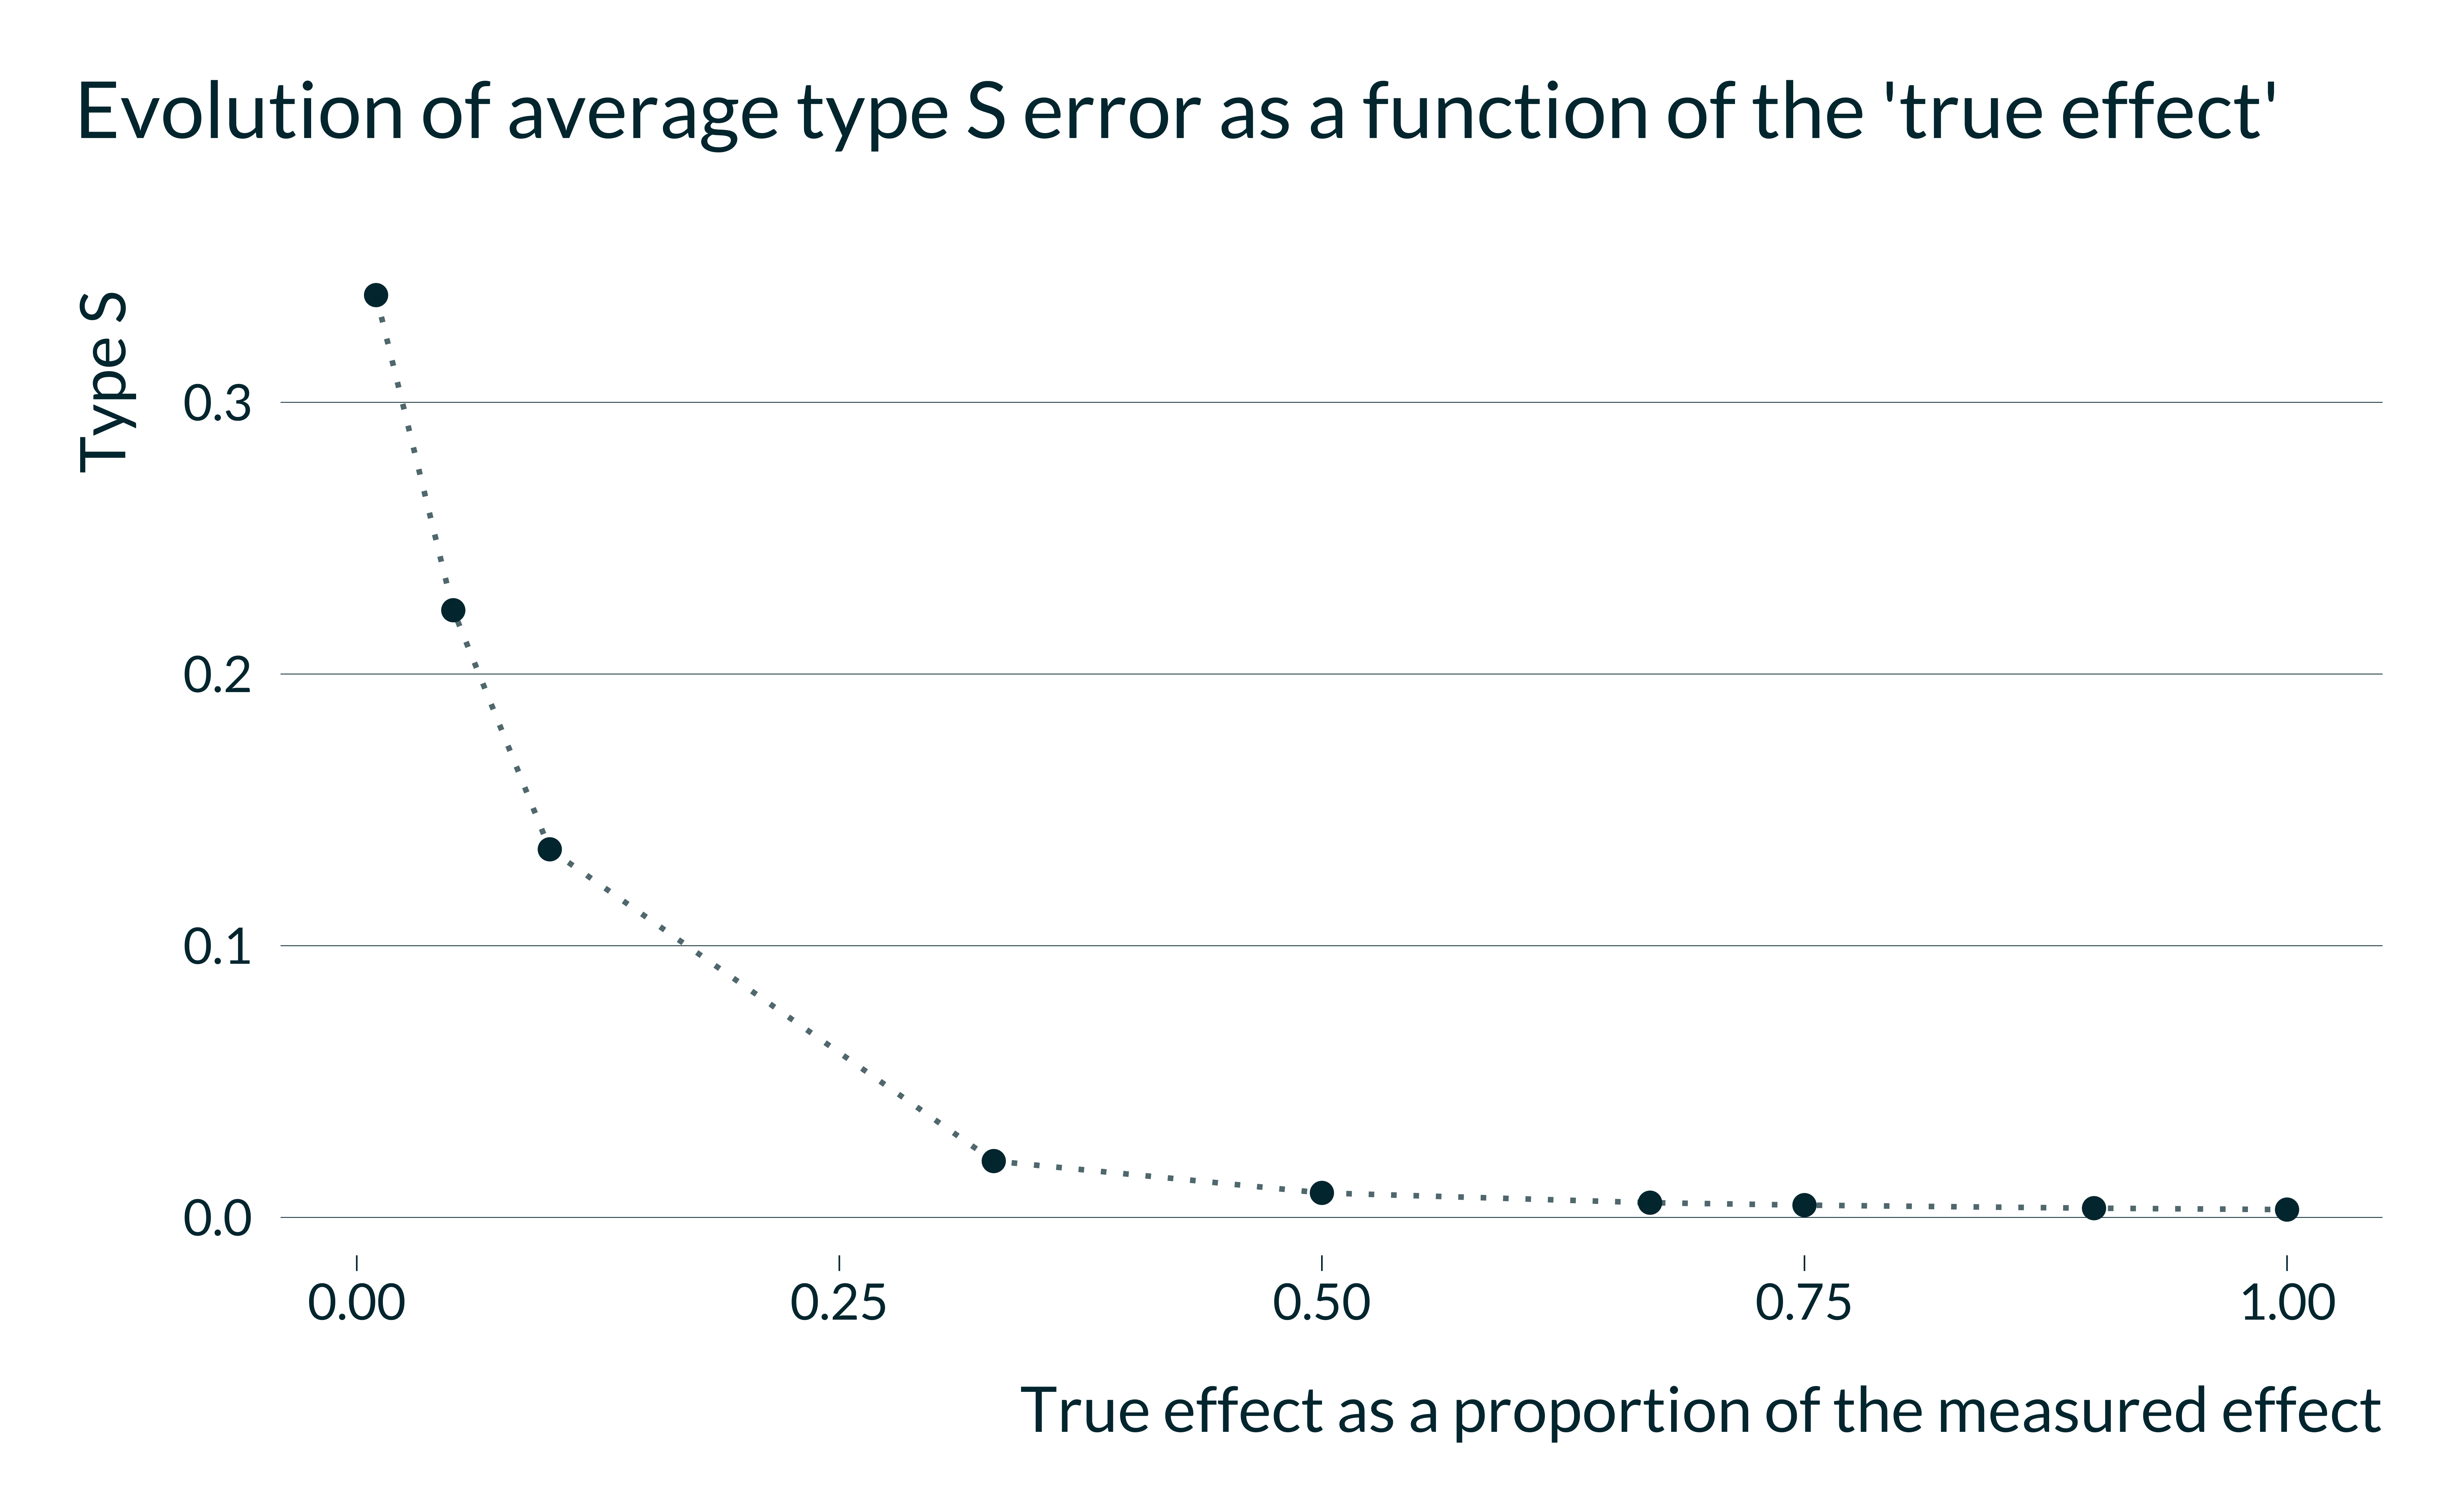 Evolution of average type S error as a function of the 'true effect'
Type S
0.3
0.2
0.1
0.0
0.00 0.25 0.50 0.75 1.00
True effect as a proportion of the measured effect